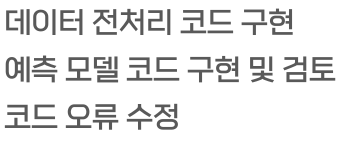 데이터 전처리 코드 구현
예측 모델 코드 구현 및 검토
코드 오류 수정